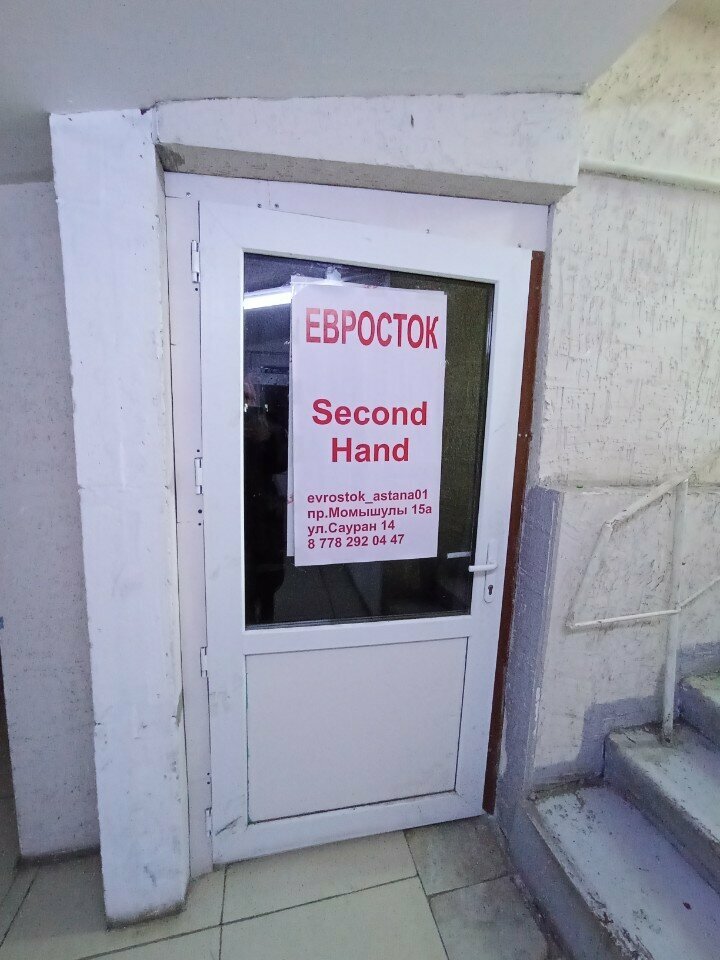 ЕВРОСТОК
Second
Hand
evrostok_astana01
пр.Момышулы 15а
ул.Сауран 14
8 778 292 04 47